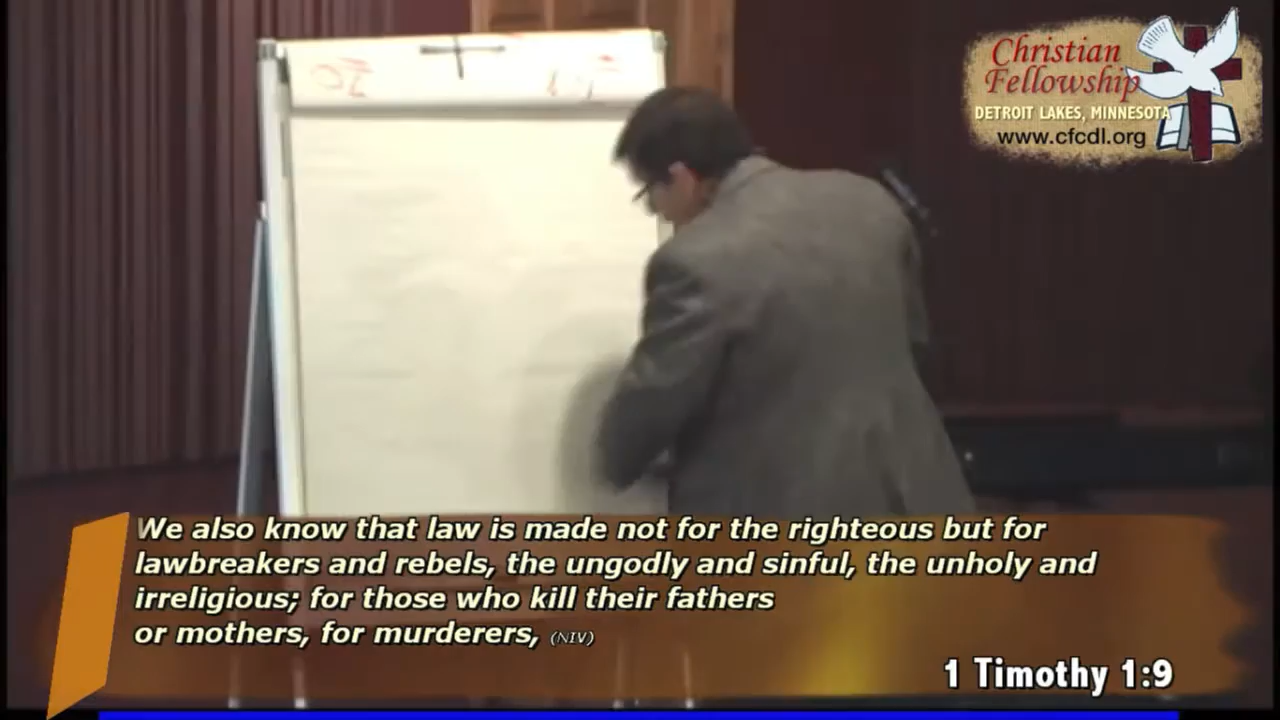 Christian
Fellowship
DETROIT LAKES, MINNESOTA
www.cfcdl.org
We also know that law is made not for the righteous but for
lawbreakers and rebels, the ungodly and sinful, the unholy and
irreligious; for those who kill their fathers
or mothers, for murderers, (NIV)
1 Timothy 1:9